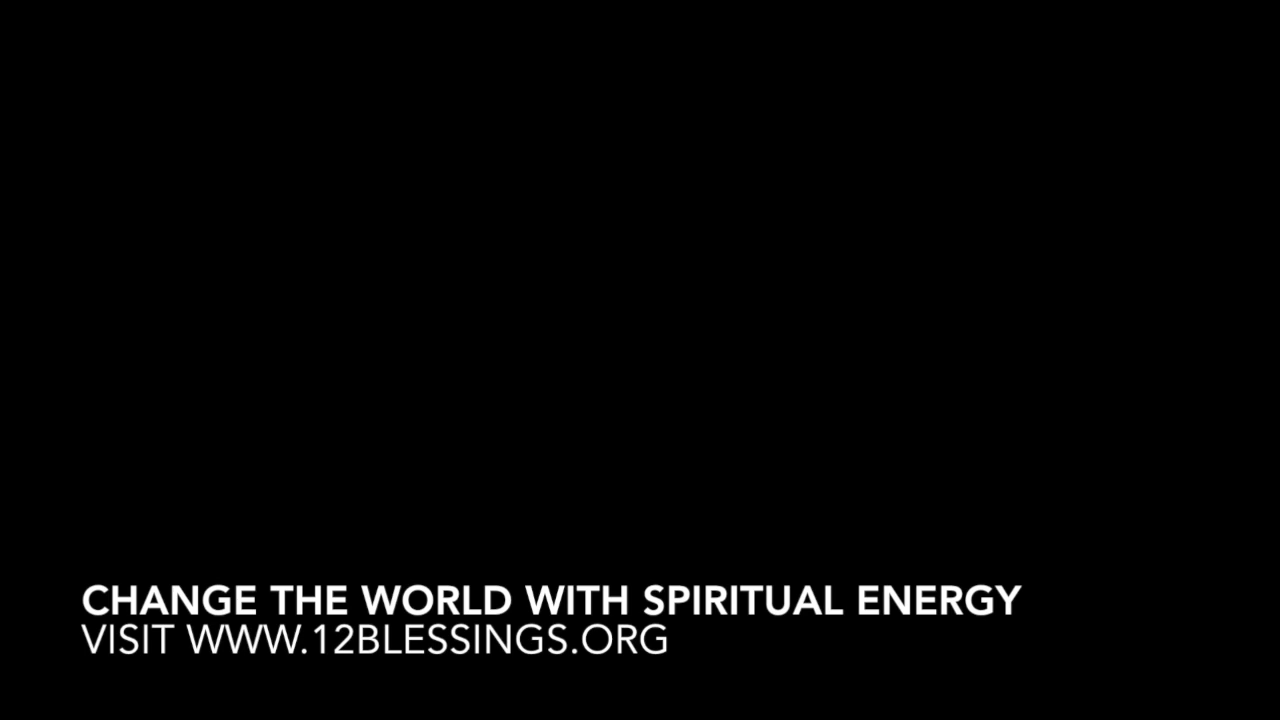 CHANGE THE WORLD WITH SPIRITUAL ENERGY
VISIT WWW.12BLESSINGS.ORG